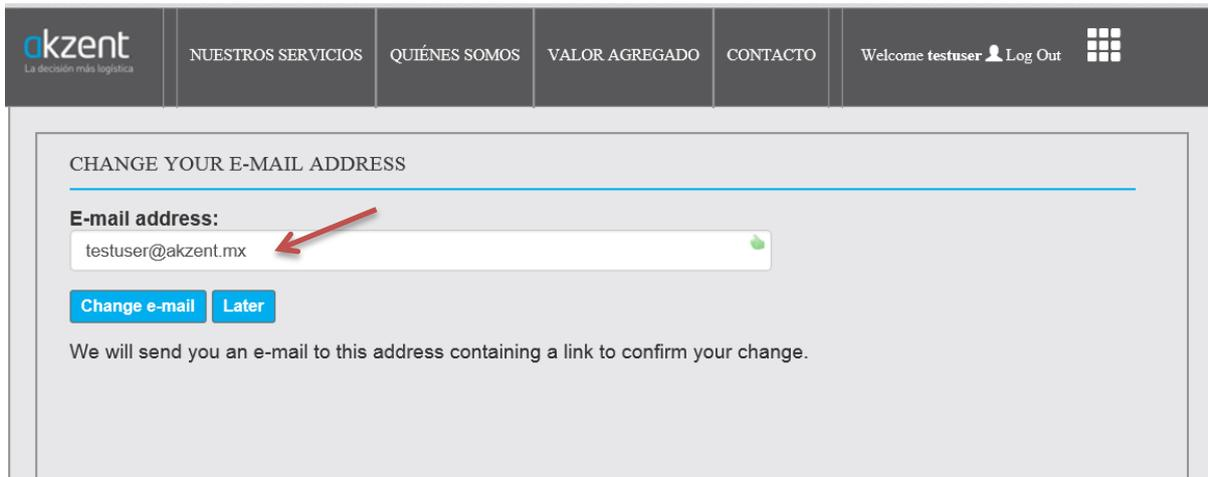 akzent
La decisión más logística
NUESTROS SERVICIOS
QUIÉNES SOMOS
VALOR AGREGADO
CONTACTO
Welcome testuser Log Out
CHANGE YOUR E-MAIL ADDRESS
E-mail address:
testuser@akzent.mx
Change e-mail
Later
We will send you an e-mail to this address containing a link to confirm your change.